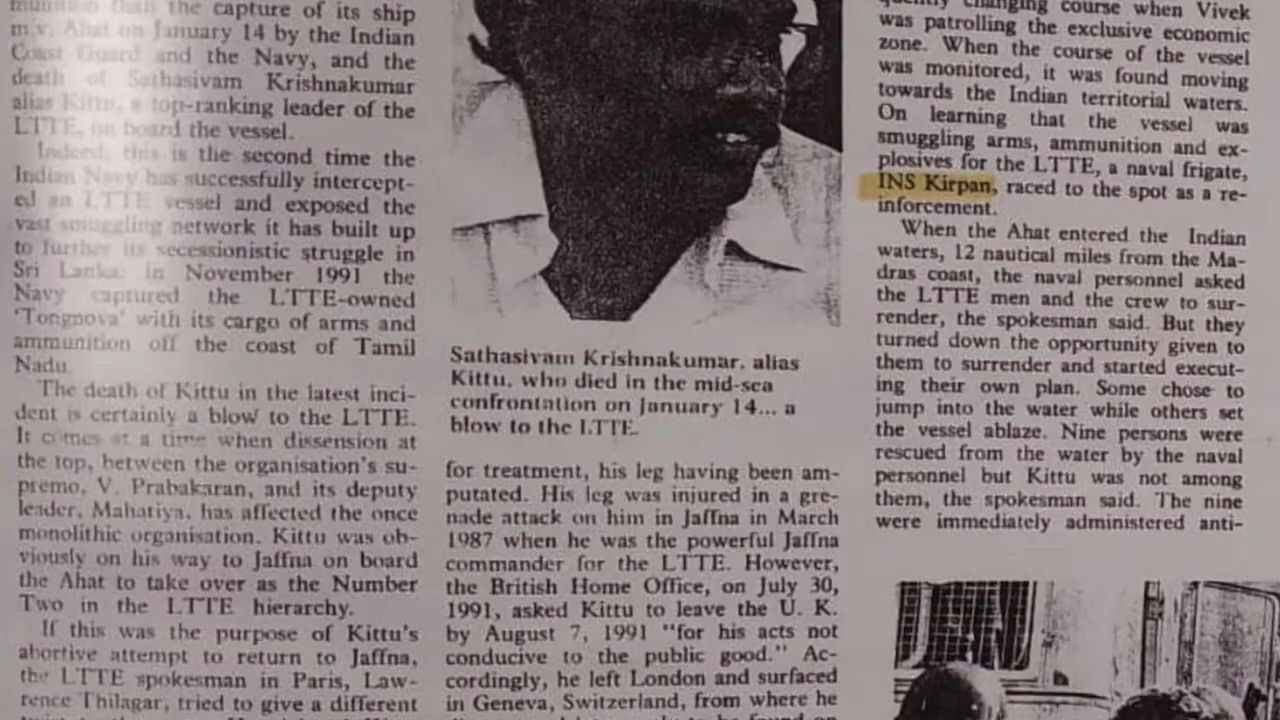 munition than the capture of its ship
m.v. Ahat on January 14 by the Indian
Coast Guard and the Navy, and the
death of Sathasivam Krishnakumar
alias Kittu, a top-ranking leader of the
LTTE, on board the vessel.
Indeed, this is the second time the
Indian Navy has successfully intercept-
ed an LTTE vessel and exposed the
vast smuggling network it has built up
to further its secessionistic struggle in
Sri Lanka. In November 1991 the
Navy captured the LTTE-owned
'Tongnova' with its cargo of arms and
ammunition off the coast of Tamil
Nadu.
The death of Kittu in the latest inci-
dent is certainly a blow to the LTTE.
It comes at a time when dissension at
the top, between the organisation's su-
premo, V. Prabakaran, and its deputy
leader, Mahatiya, has affected the once
monolithic organisation. Kittu was ob-
viously on his way to Jaffna on board
the Ahat to take over as the Number
Two in the LTTE hierarchy.
If this was the purpose of Kittu's
abortive attempt to return to Jaffna,
the LTTE spokesman in Paris, Law-
rence Thilagar, tried to give a different
Sathasivam Krishnakumar, alias
Kittu, who died in the mid-sea
confrontation on January 14... a
blow to the LTTE.
for treatment, his leg having been am-
putated. His leg was injured in a gre-
nade attack on him in Jaffna in March
1987 when he was the powerful Jaffna
commander for the LTTE. However,
the British Home Office, on July 30,
1991, asked Kittu to leave the U. K.
by August 7, 1991 "for his acts not
conducive to the public good." Ac-
cordingly, he left London and surfaced
in Geneva, Switzerland, from where he
quently changing course when Vivek
was patrolling the exclusive economic
zone. When the course of the vessel
was monitored, it was found moving
towards the Indian territorial waters.
On learning that the vessel was
smuggling arms, ammunition and ex-
plosives for the LTTE, a naval frigate,
INS Kirpan, raced to the spot as a re-
inforcement.
When the Ahat entered the Indian
waters, 12 nautical miles from the Ma-
dras coast, the naval personnel asked
the LTTE men and the crew to sur-
render, the spokesman said. But they
turned down the opportunity given to
them to surrender and started execut-
ing their own plan. Some chose to
jump into the water while others set
the vessel ablaze. Nine persons were
rescued from the water by the naval
personnel but Kittu was not among
them, the spokesman said. The nine
were immediately administered anti-